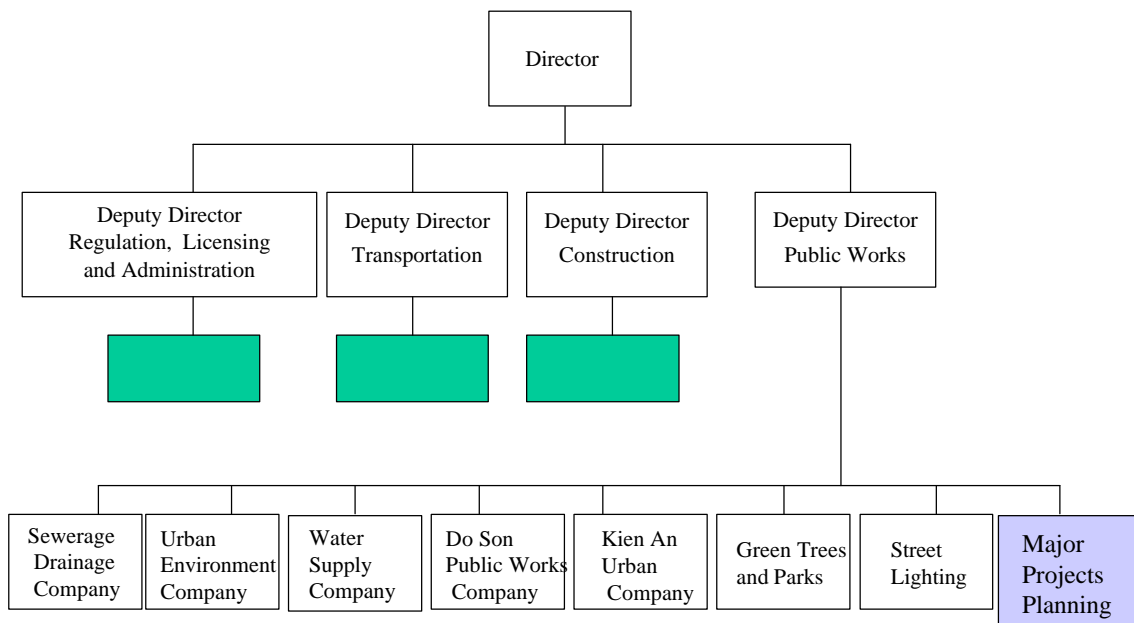 Director
Deputy Director
Regulation, Licensing
and Administration
Deputy Director
Transportation
Deputy Director
Construction
Deputy Director
Public Works
Sewerage
Drainage
Company
Urban
Environment
Company
Water
Supply
Company
Do Son
Public Works
Company
Kien An
Urban
Company
Green Trees
and Parks
Street
Lighting
Major
Projects
Planning